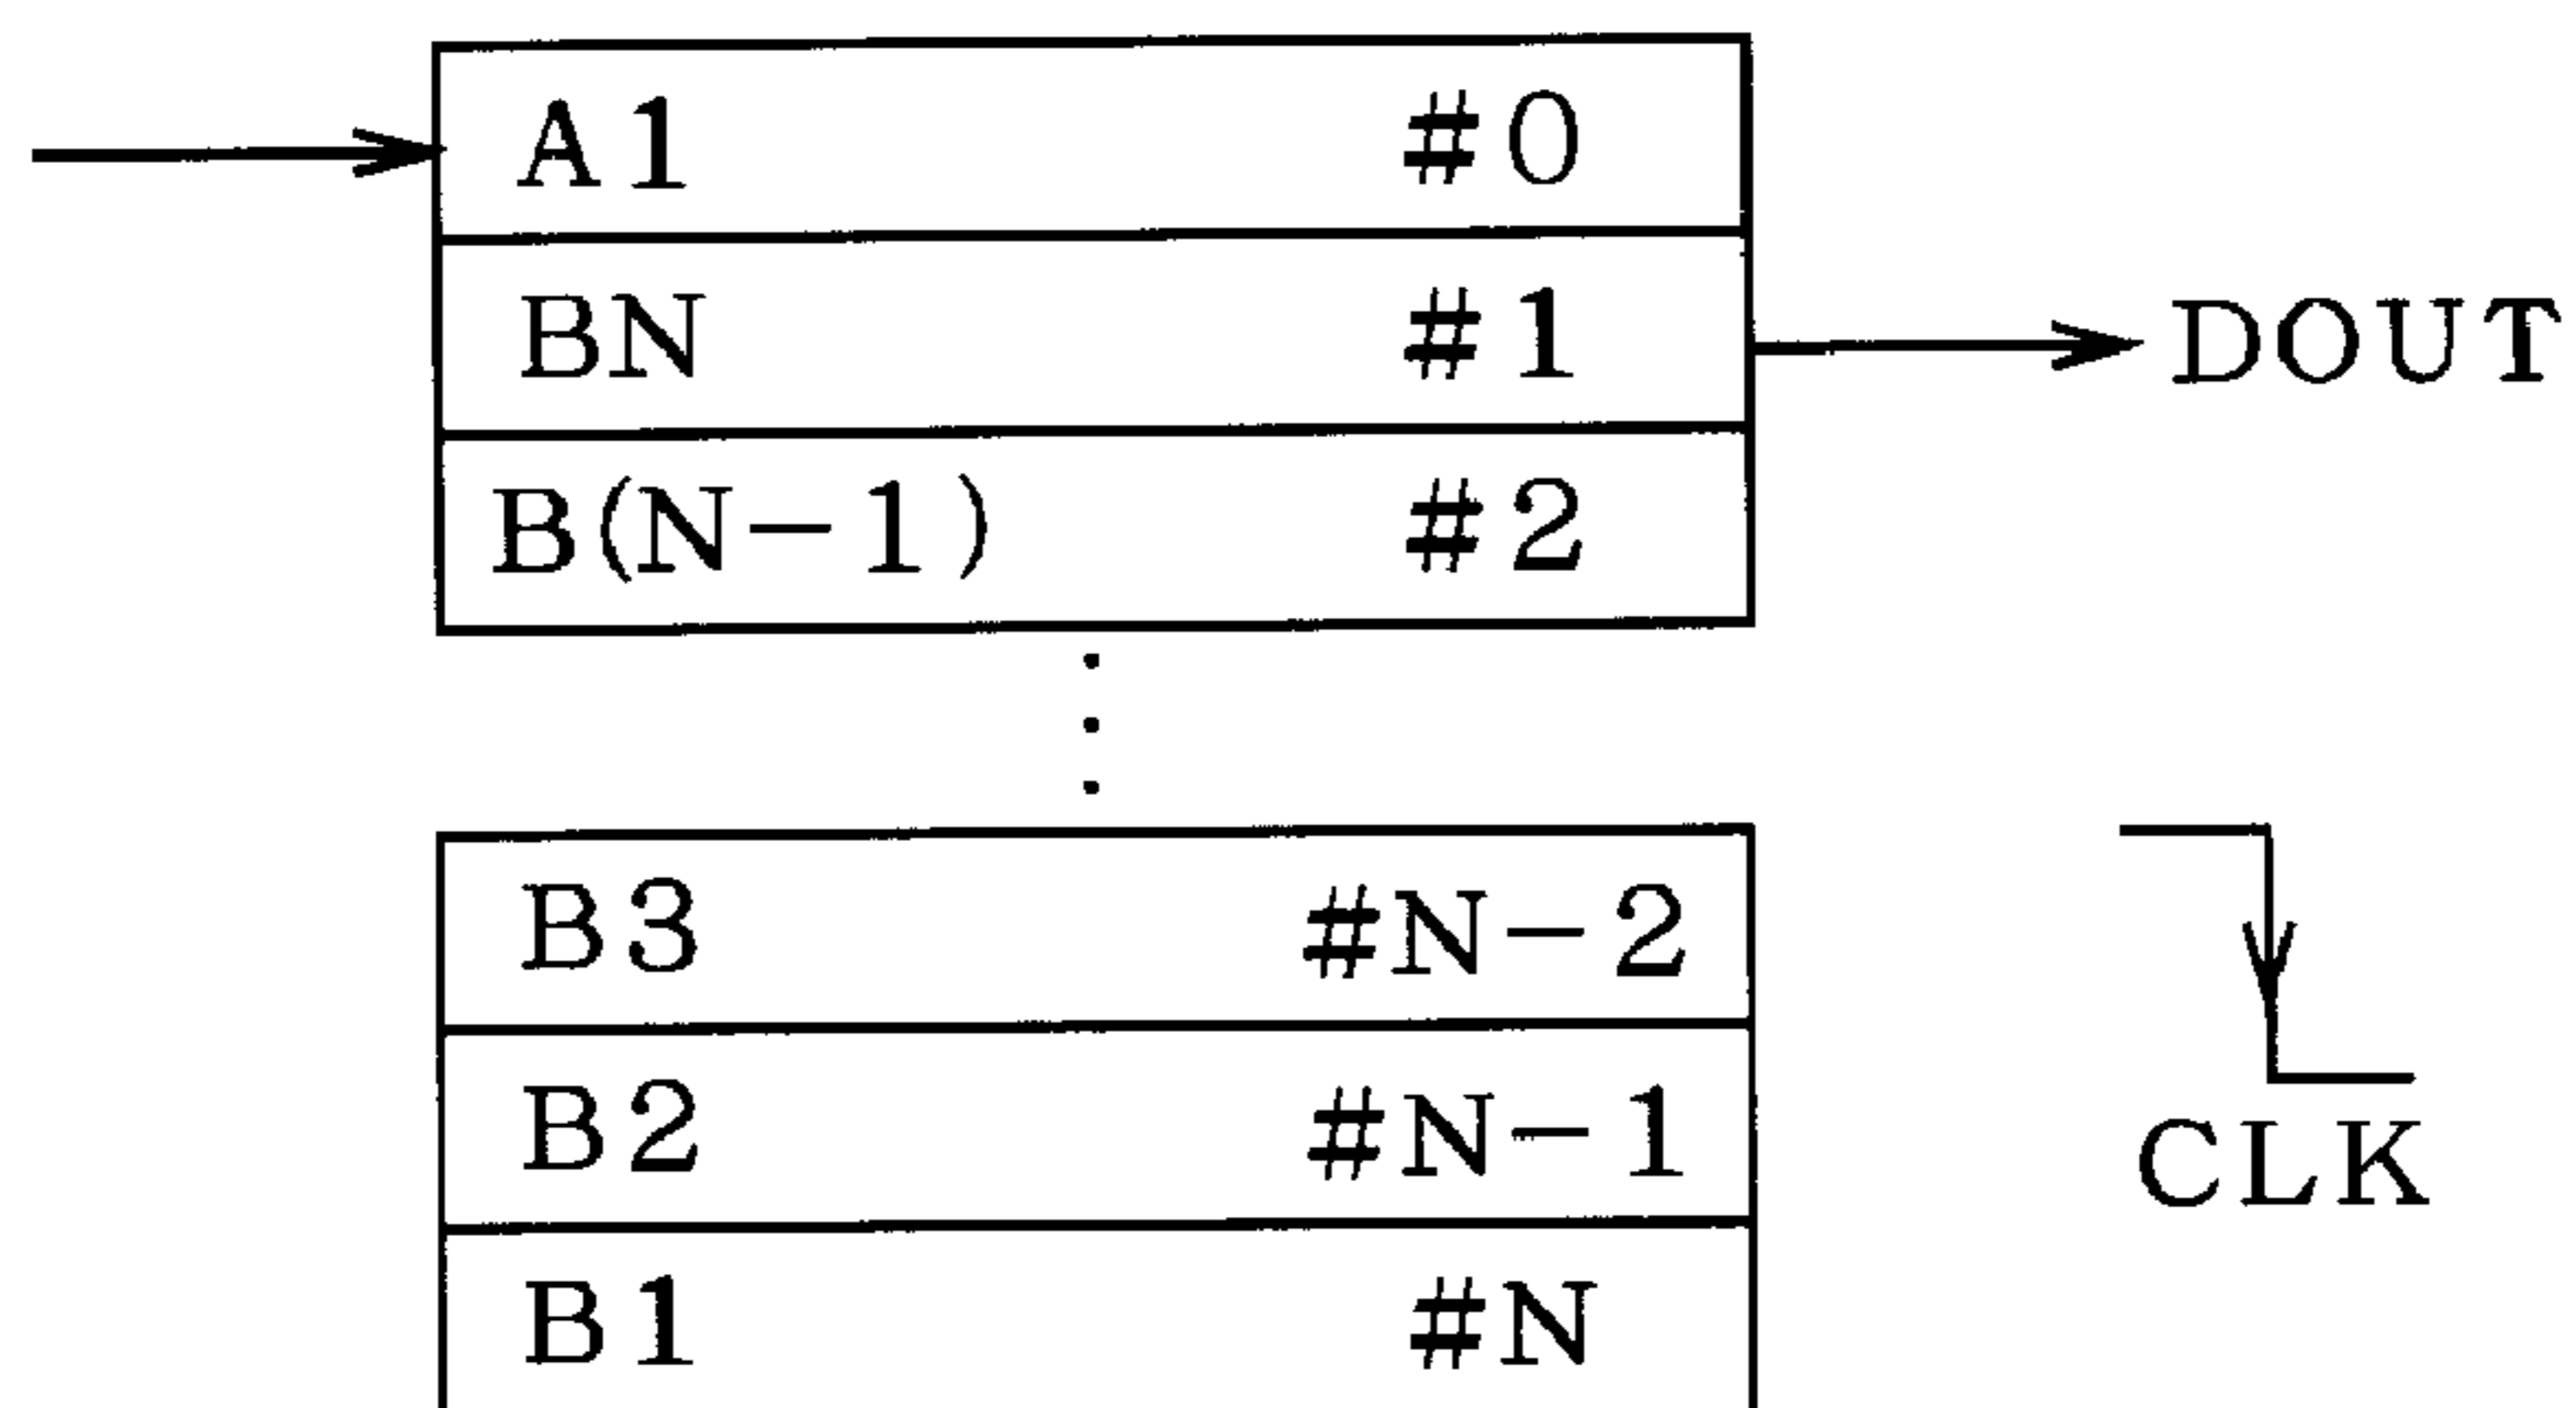 A1 #0
BN #1
DOUT
B(N-1) #2
B3 #N-2
B2 #N-1
CLK
B1 #N